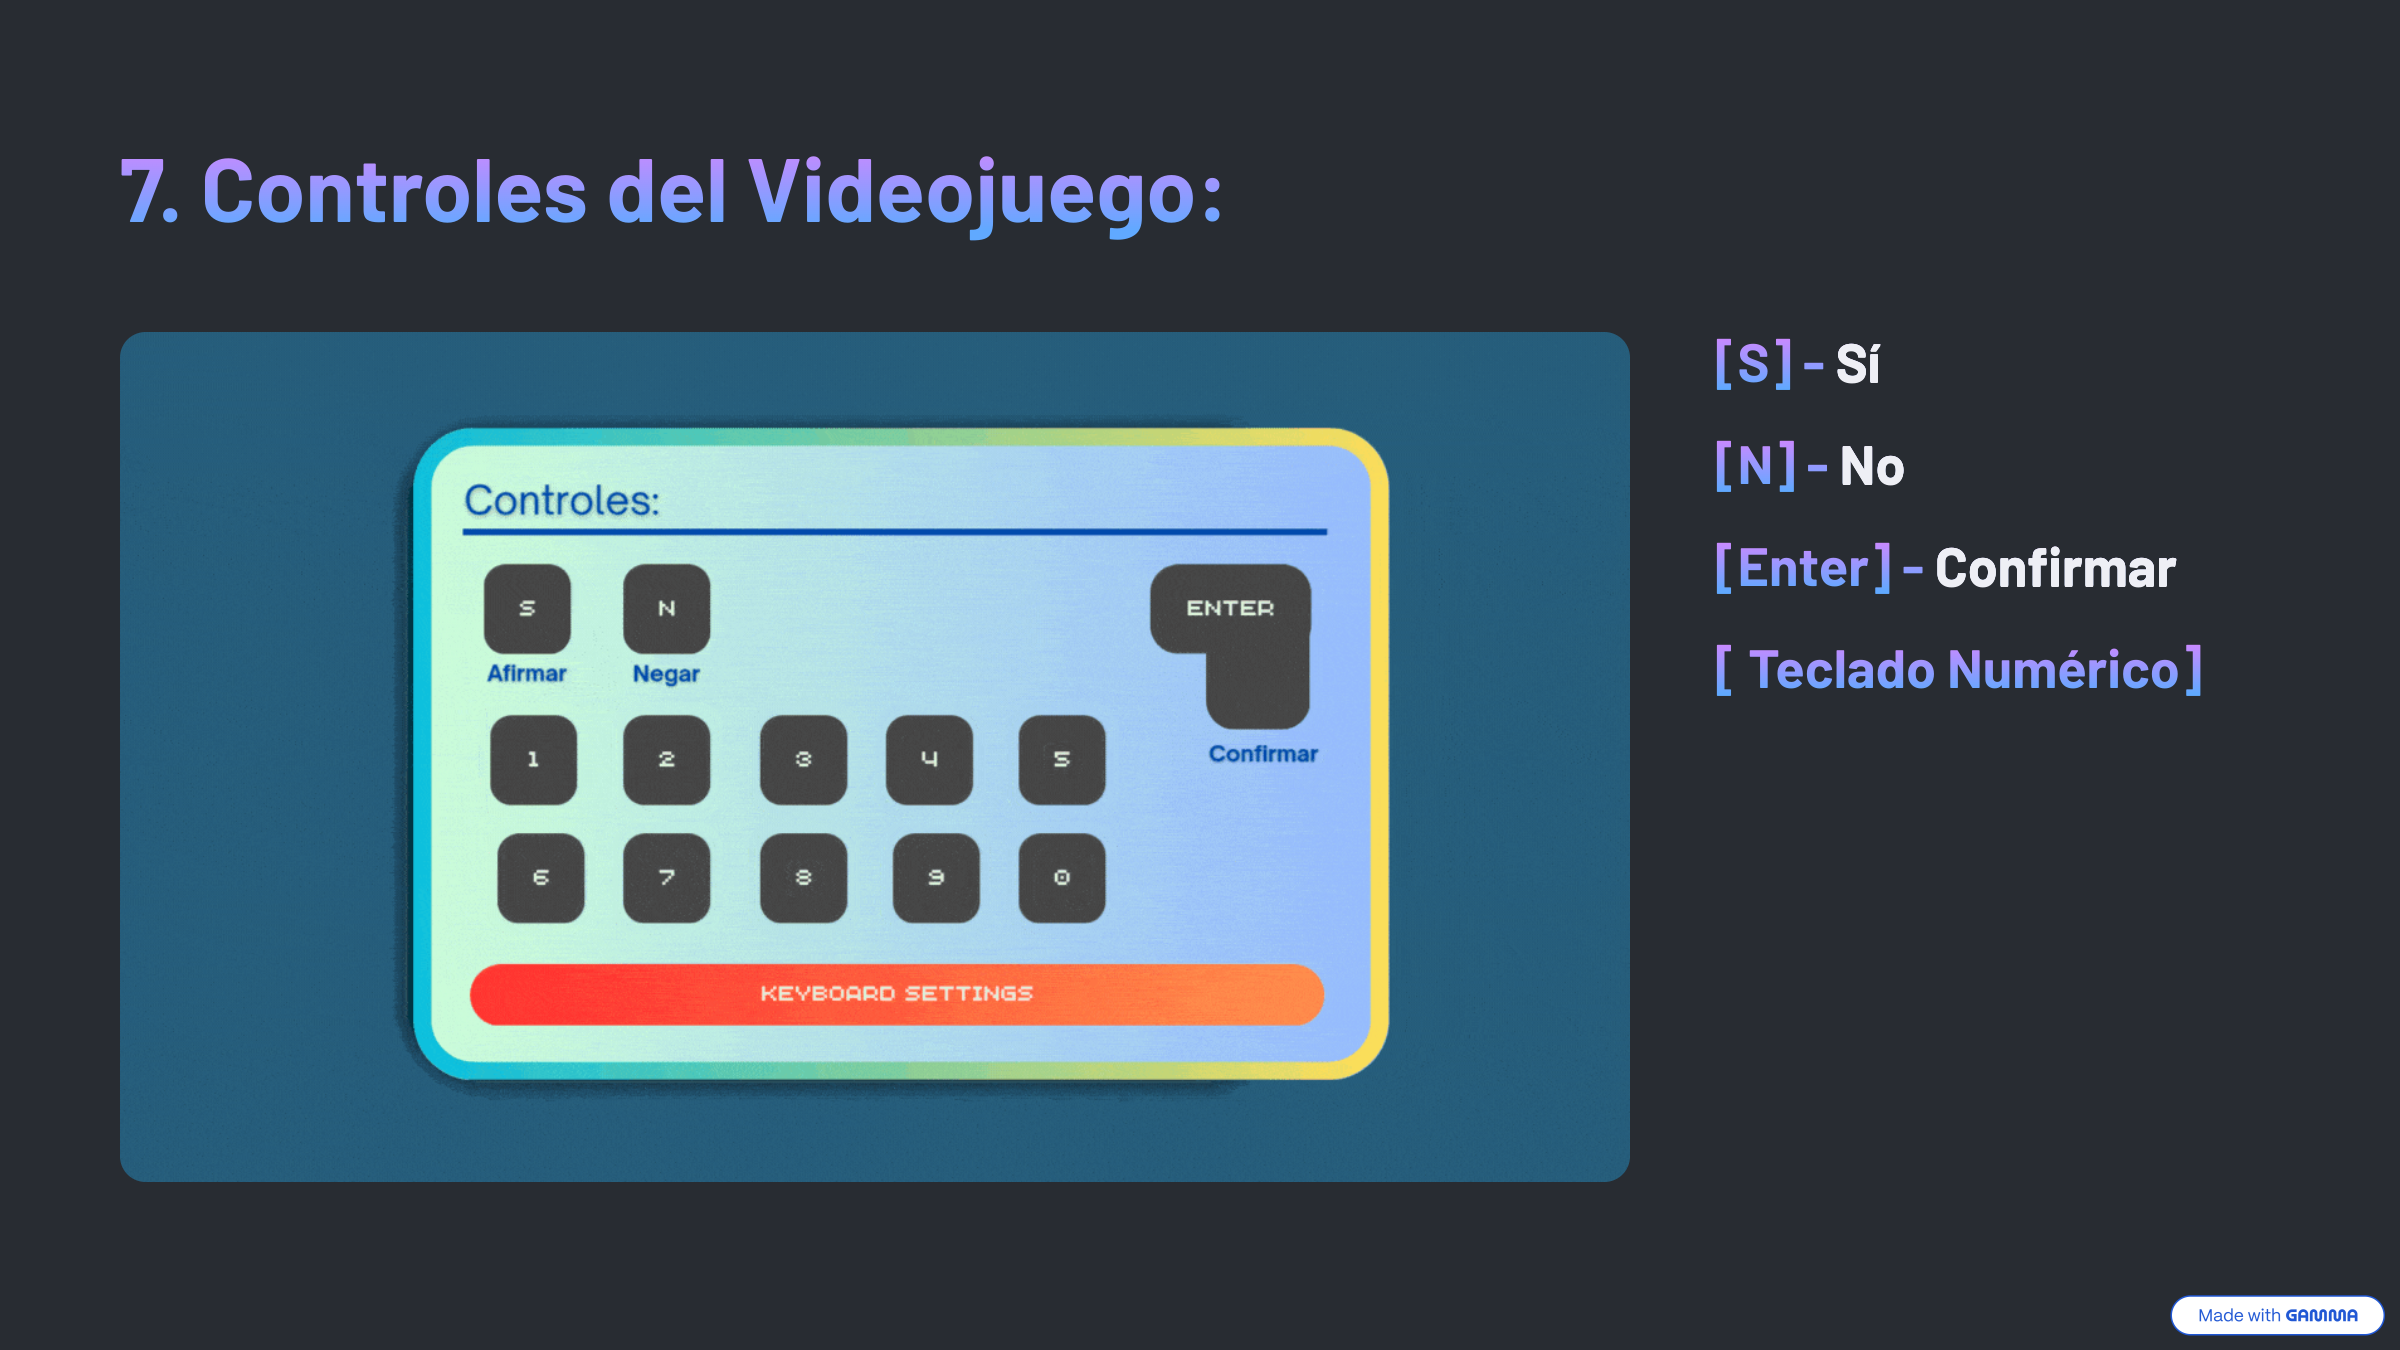 7. Controles del Videojuego:
Controles:
S N ENTER
Afirmar Negar
1 2 3 4 5
Confirmar
6 7 8 9 0
KEYBOARD SETTINGS
[S] - Sí
[N] - No
[Enter] - Confirmar
[ Teclado Numérico]
Made with GAMMA